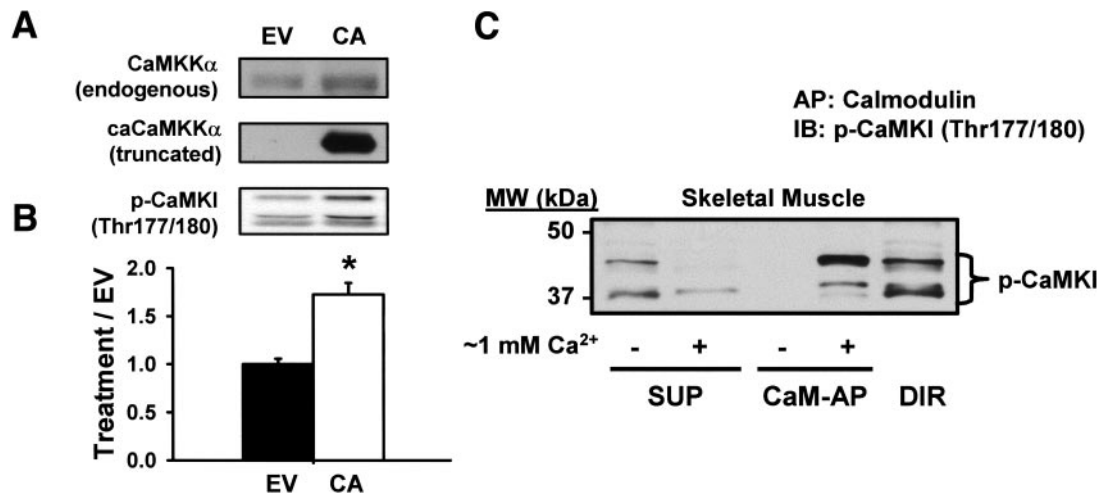 A
EV CA
CaMKKα
(endogenous)
caCaMKKα
(truncated)
p-CaMKI
(Thr177/180)
B
Treatment / EV
2.0
1.5
1.0
0.5
0
*
EV CA
C
AP: Calmodulin
IB: p-CaMKI (Thr177/180)
MW (kDa) Skeletal Muscle
50
37
p-CaMKI
~1 mM Ca²⁺ - + - +
SUP CaM-AP DIR